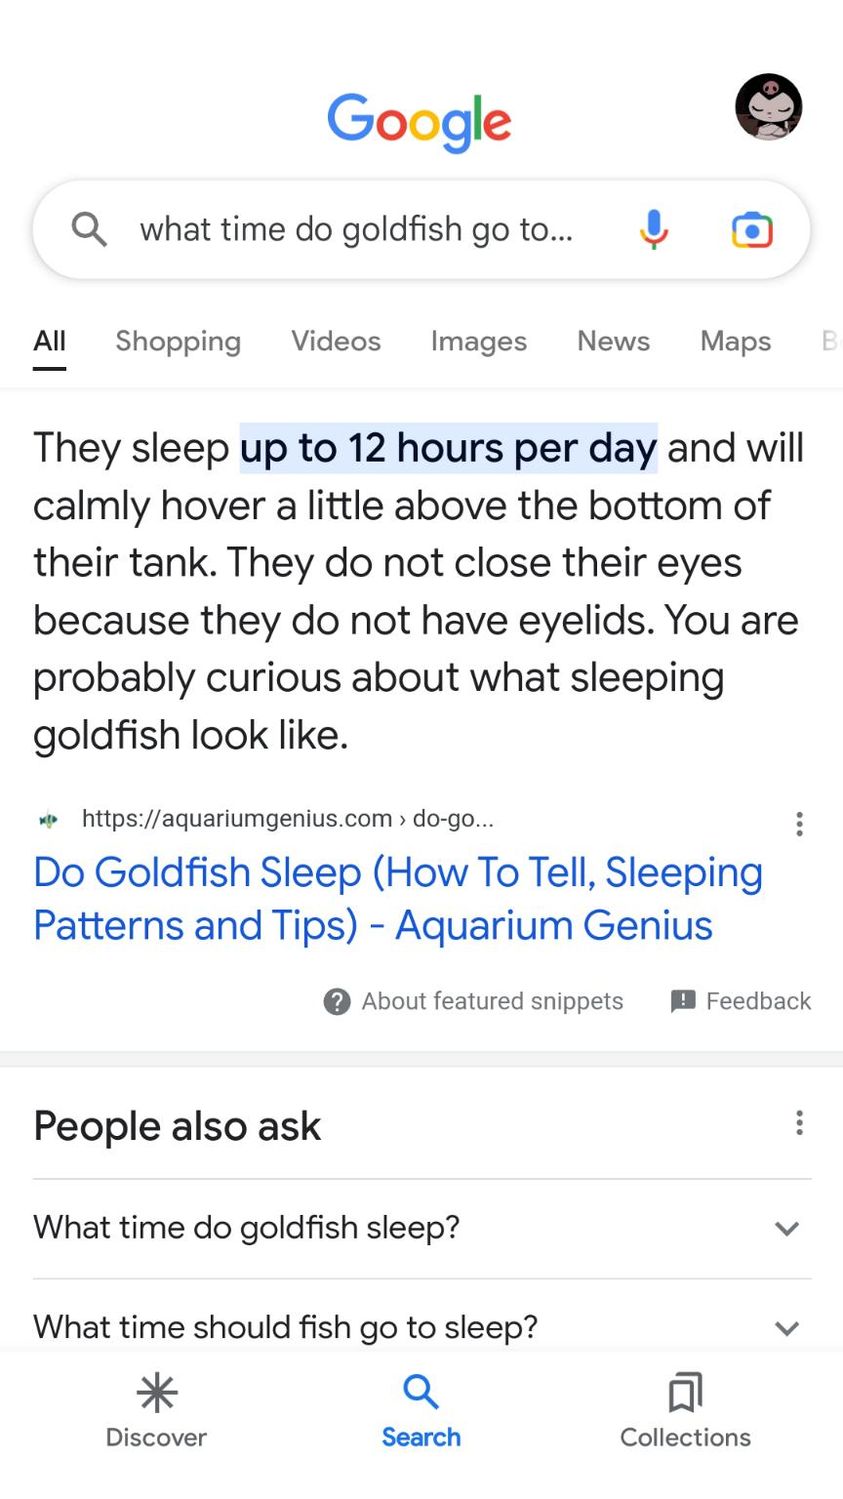 Google
what time do goldfish go to...
All Shopping Videos Images News Maps
They sleep up to 12 hours per day and will
calmly hover a little above the bottom of
their tank. They do not close their eyes
because they do not have eyelids. You are
probably curious about what sleeping
goldfish look like.
https://aquariumgenius.com › do-go...
Do Goldfish Sleep (How To Tell, Sleeping
Patterns and Tips) - Aquarium Genius
About featured snippets Feedback
People also ask
What time do goldfish sleep?
What time should fish go to sleep?
Discover Search Collections